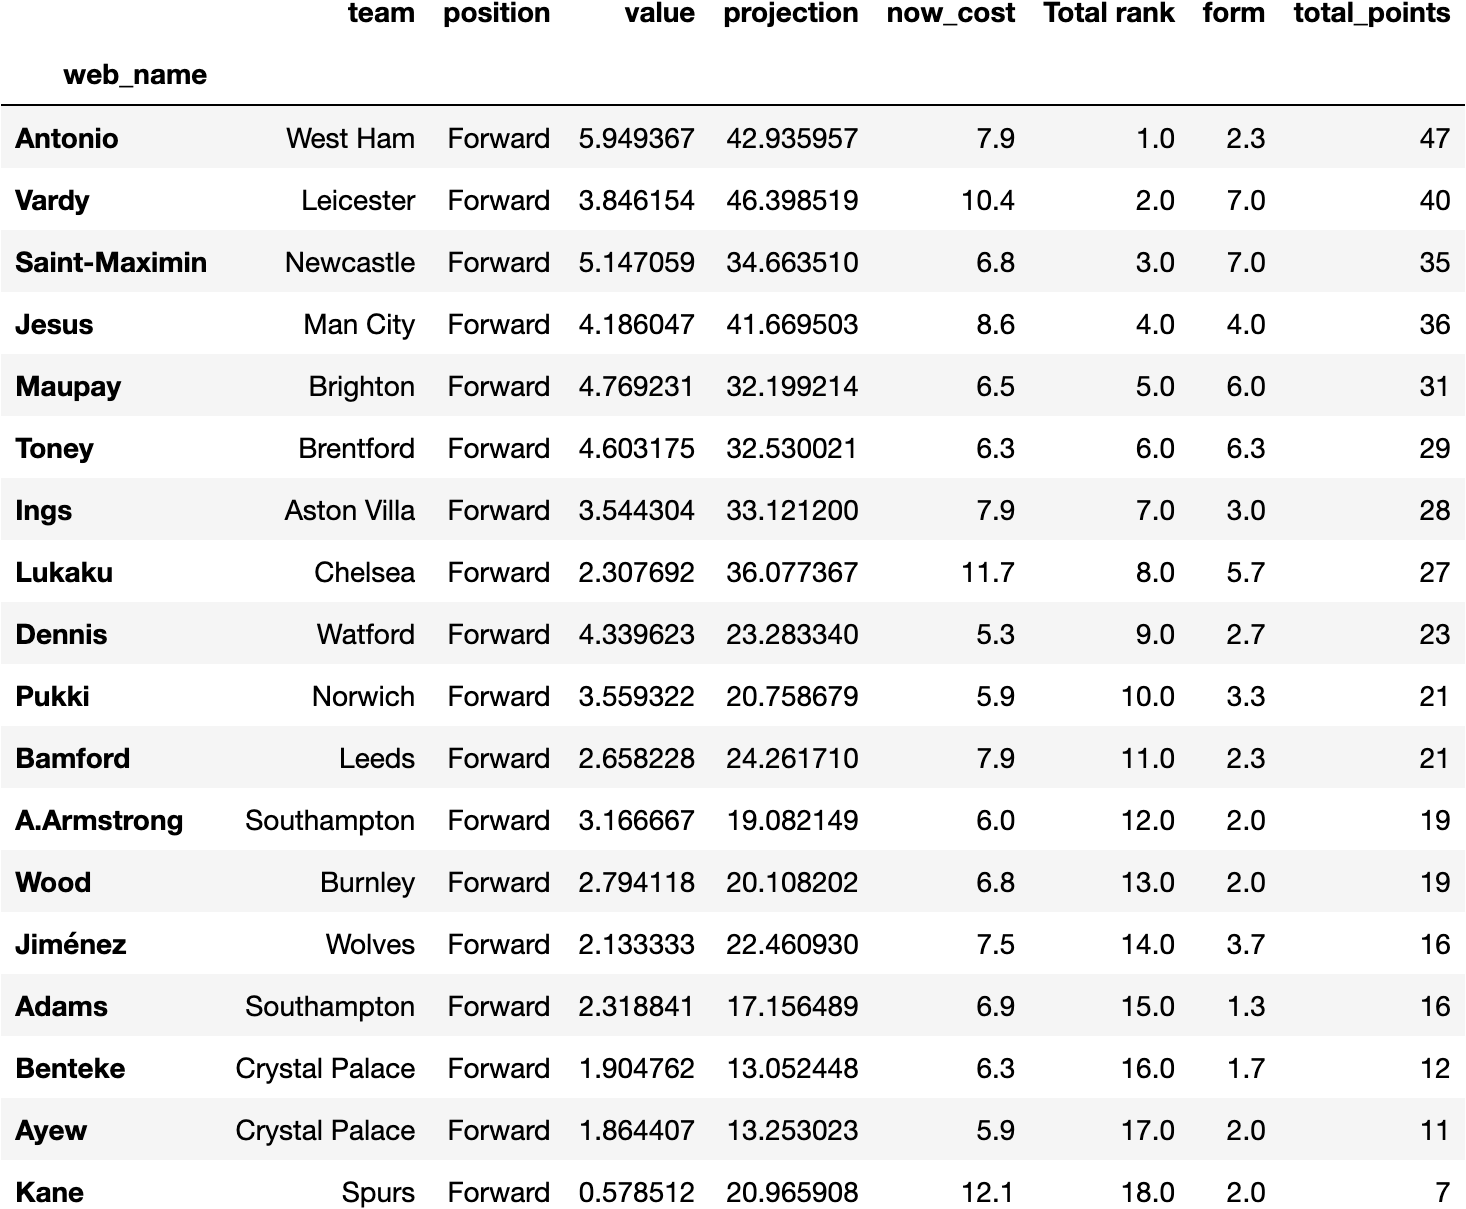 team position value projection now_cost Total rank form total_points
web_name
Antonio West Ham Forward 5.949367 42.935957 7.9 1.0 2.3 47
Vardy Leicester Forward 3.846154 46.398519 10.4 2.0 7.0 40
Saint-Maximin Newcastle Forward 5.147059 34.663510 6.8 3.0 7.0 35
Jesus Man City Forward 4.186047 41.669503 8.6 4.0 4.0 36
Maupay Brighton Forward 4.769231 32.199214 6.5 5.0 6.0 31
Toney Brentford Forward 4.603175 32.530021 6.3 6.0 6.3 29
Ings Aston Villa Forward 3.544304 33.121200 7.9 7.0 3.0 28
Lukaku Chelsea Forward 2.307692 36.077367 11.7 8.0 5.7 27
Dennis Watford Forward 4.339623 23.283340 5.3 9.0 2.7 23
Pukki Norwich Forward 3.559322 20.758679 5.9 10.0 3.3 21
Bamford Leeds Forward 2.658228 24.261710 7.9 11.0 2.3 21
A.Armstrong Southampton Forward 3.166667 19.082149 6.0 12.0 2.0 19
Wood Burnley Forward 2.794118 20.108202 6.8 13.0 2.0 19
Jiménez Wolves Forward 2.133333 22.460930 7.5 14.0 3.7 16
Adams Southampton Forward 2.318841 17.156489 6.9 15.0 1.3 16
Benteke Crystal Palace Forward 1.904762 13.052448 6.3 16.0 1.7 12
Ayew Crystal Palace Forward 1.864407 13.253023 5.9 17.0 2.0 11
Kane Spurs Forward 0.578512 20.965908 12.1 18.0 2.0 7